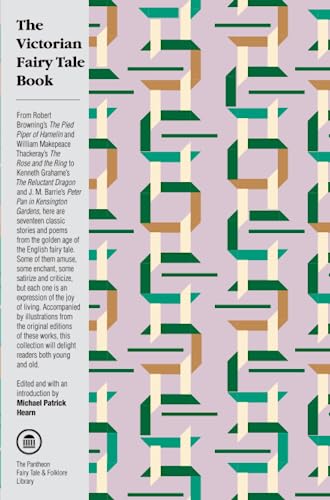 The
Victorian
Fairy Tale
Book
From Robert
Browning's The Pied
Piper of Hamelin and
William Makepeace
Thackeray's The
Rose and the Ring to
Kenneth Grahame's
The Reluctant Dragon
and J. M. Barrie's Peter
Pan in Kensington
Gardens, here are
seventeen classic
stories and poems
from the golden age of
the English fairy tale.
Some of them amuse,
some enchant, some
satirize and criticize,
but each one is an
expression of the joy
of living. Accompanied
by illustrations from
the original editions
of these works, this
collection will delight
readers both young
and old.
Edited and with an
introduction by
Michael Patrick
Hearn
The Pantheon
Fairy Tale & Folklore
Library